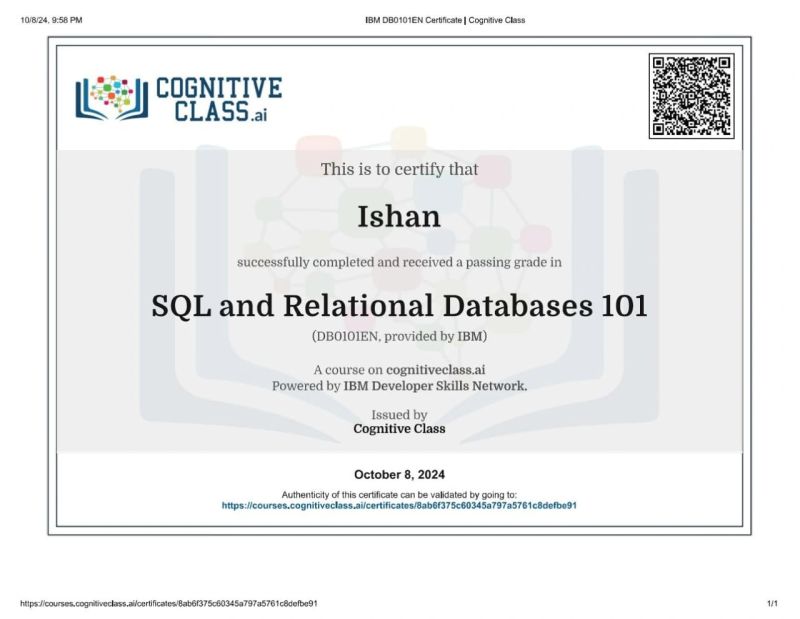 10/8/24, 9:58 PM
IBM DB0101EN Certificate | Cognitive Class
COGNITIVE
CLASS.ai
This is to certify that
Ishan
successfully completed and received a passing grade in
SQL and Relational Databases 101
(DB0101EN, provided by IBM)
A course on cognitiveclass.ai
Powered by IBM Developer Skills Network.
Issued by
Cognitive Class
October 8, 2024
Authenticity of this certificate can be validated by going to:
https://courses.cognitiveclass.ai/certificates/8ab6f375c60345a797a5761c8defbe91
https://courses.cognitiveclass.ai/certificates/8ab6f375c60345a797a5761c8defbe91
1/1